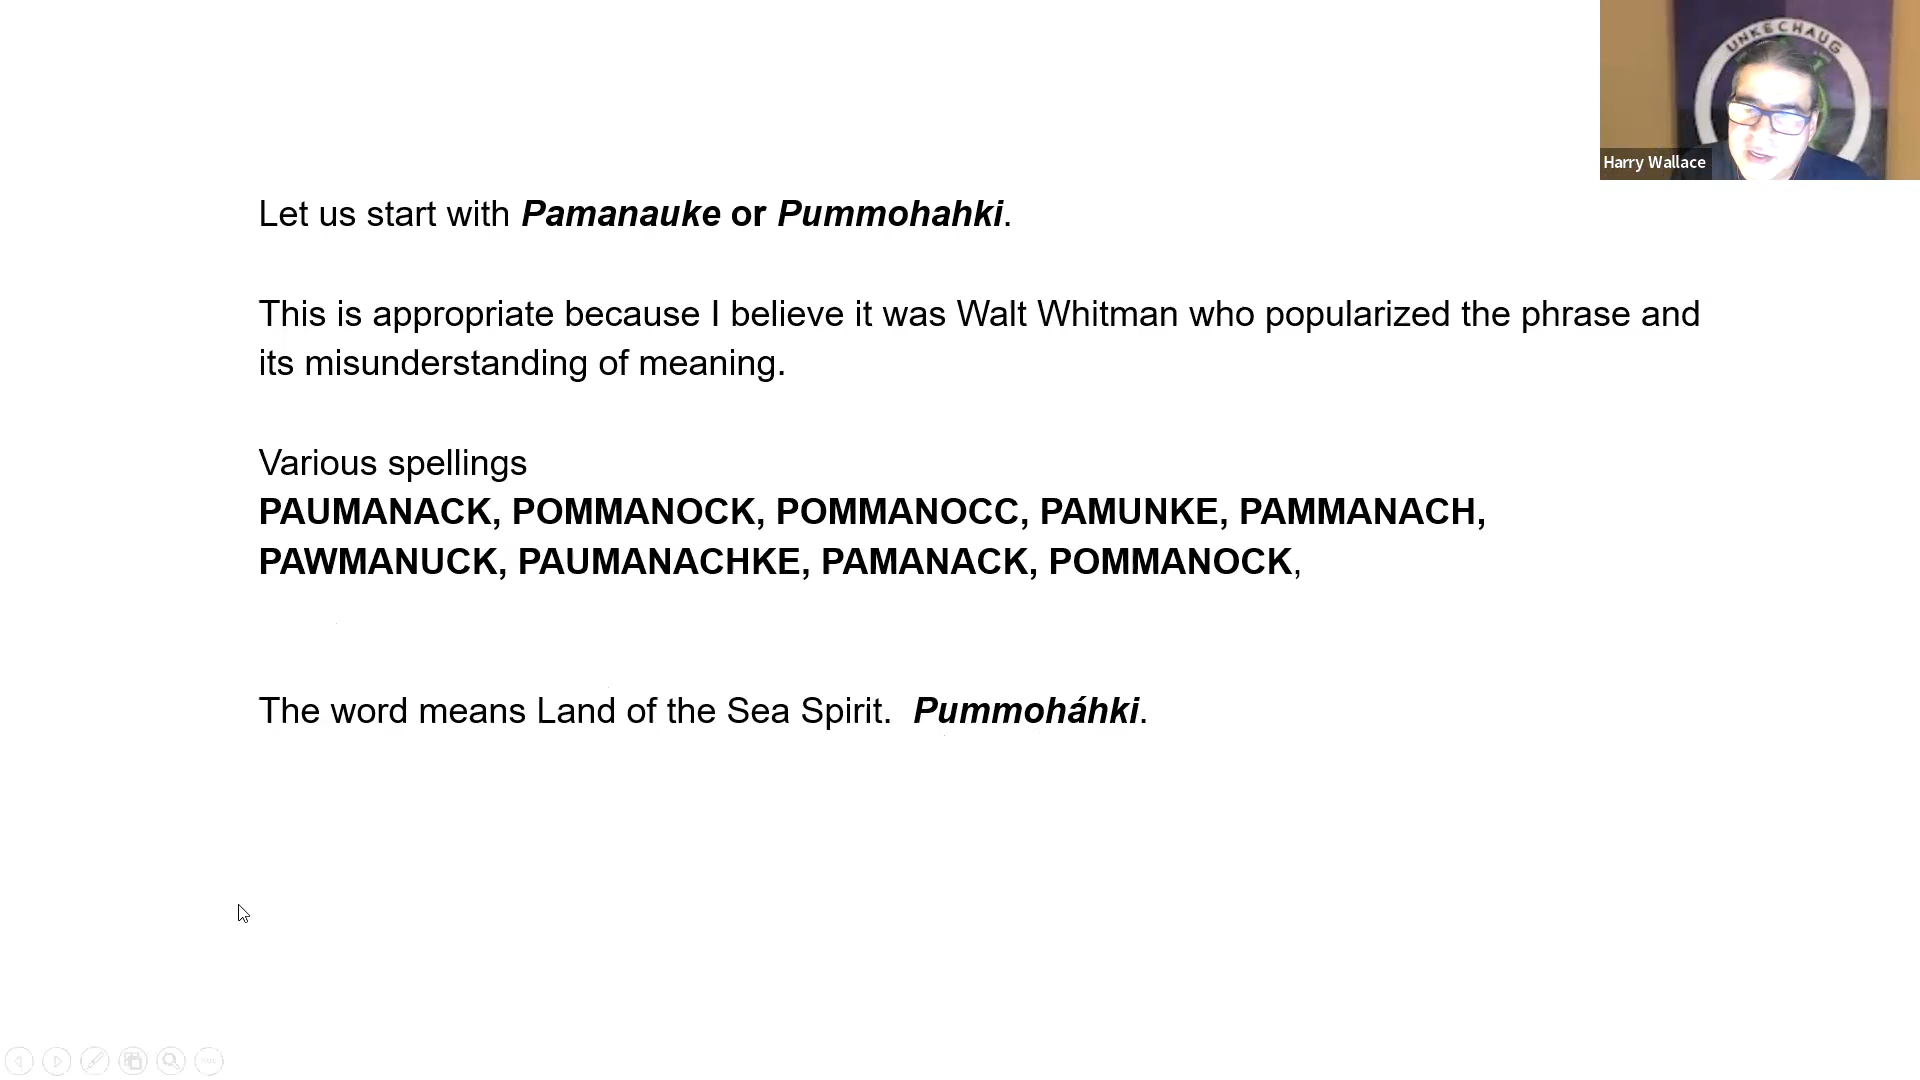 UNKECHAUG
Harry Wallace
Let us start with Pamanauke or Pummohahki.
This is appropriate because I believe it was Walt Whitman who popularized the phrase and
its misunderstanding of meaning.
Various spellings
PAUMANACK, POMMANOCK, POMMANOCC, PAMUNKE, PAMMANACH,
PAWMANUCK, PAUMANACHKE, PAMANACK, POMMANOCK,
The word means Land of the Sea Spirit. Pummoháhki.